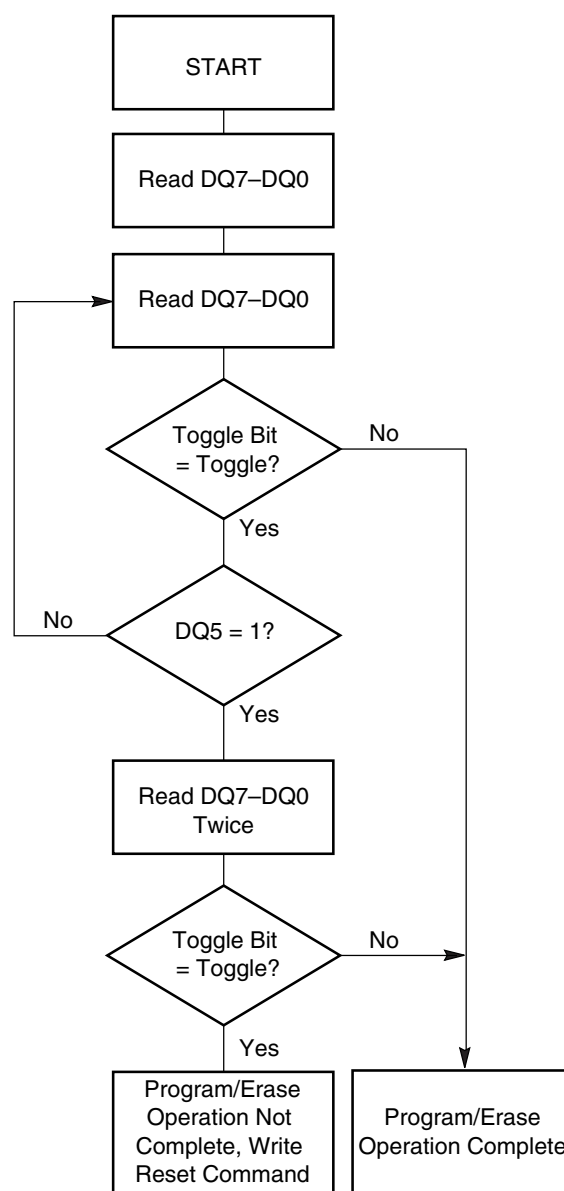 START
Read DQ7–DQ0
Read DQ7–DQ0
Toggle Bit
= Toggle?
No
Yes
No
DQ5 = 1?
Yes
Read DQ7–DQ0
Twice
Toggle Bit
= Toggle?
No
Yes
Program/Erase
Operation Not
Complete, Write
Reset Command
Program/Erase
Operation Complete